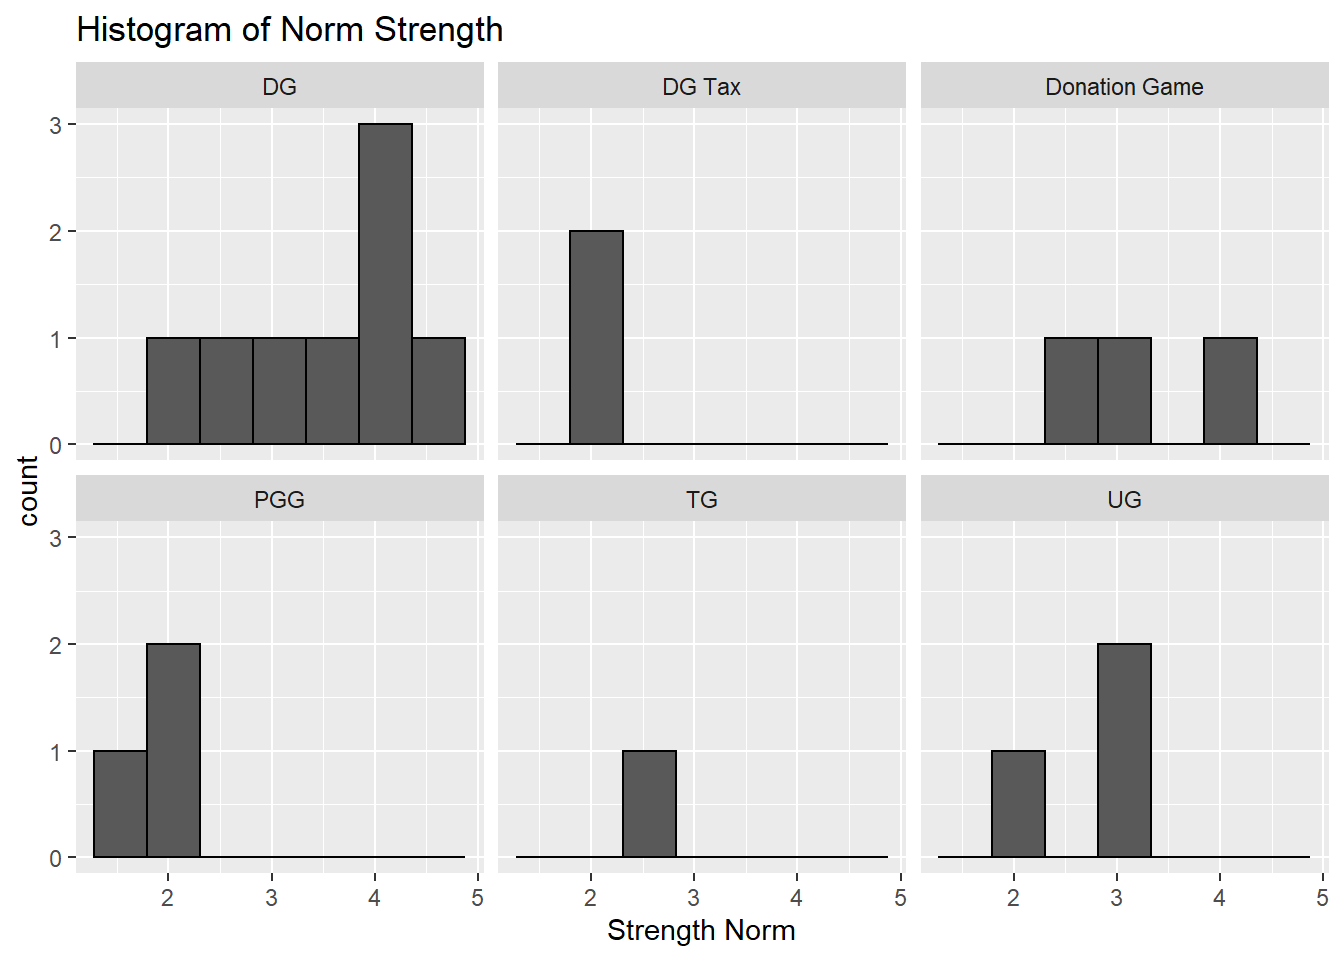 Histogram of Norm Strength
DG
DG Tax
Donation Game
3
2
1
0
count
PGG
TG
UG
3
2
1
0
2 3 4 5
2 3 4 5
2 3 4 5
Strength Norm